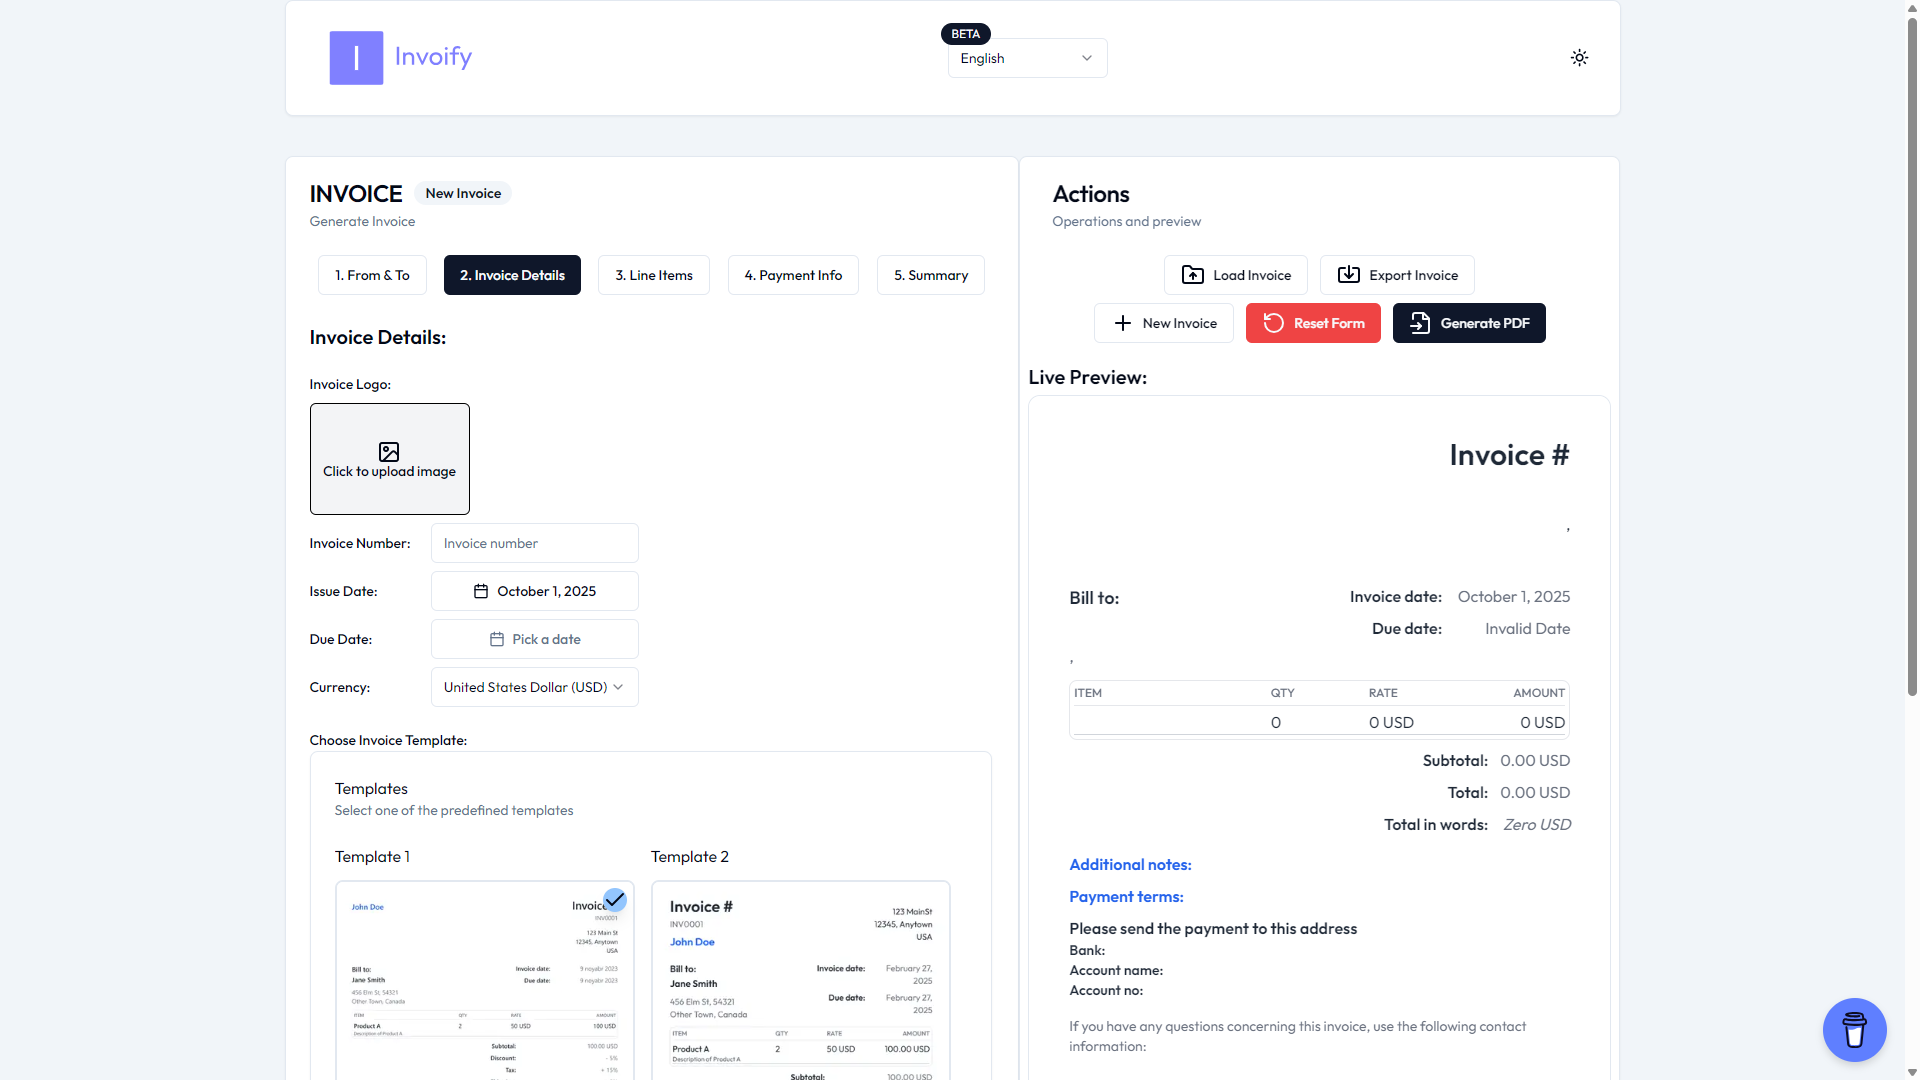 I Invoify
BETA
English
INVOICE New Invoice
Generate Invoice
1. From & To
2. Invoice Details
3. Line Items
4. Payment Info
5. Summary
Invoice Details:
Invoice Logo:
Click to upload image
Invoice Number: Invoice number
Issue Date: October 1, 2025
Due Date: Pick a date
Currency: United States Dollar (USD)
Choose Invoice Template:
Templates
Select one of the predefined templates
Template 1
John Doe
Invoice
INV0001
123 Main St
12345, Anytown
USA
Bill to:
Jane Smith
456 Elm St, 54321
Other Town, Canada
Invoice date: 9 noyabr 2023
Due date: 9 noyabr 2023
ITEM QTY RATE AMOUNT
Product A 2 50 USD 100 USD
Description of Product A
Subtotal: 100.00 USD
Discount: - 5%
Tax: + 15%
Template 2
Invoice #
INV0001
John Doe
123 MainSt
12345, Anytown
USA
Bill to:
Jane Smith
456 Elm St, 54321
Other Town, Canada
Invoice date: February 27,
2025
Due date: February 27,
2025
ITEM QTY RATE AMOUNT
Product A 2 50 USD 100.00 USD
Description of Product A
Subtotal: 100.00 USD
Actions
Operations and preview
Load Invoice
Export Invoice
New Invoice
Reset Form
Generate PDF
Live Preview:
Invoice #
,
Bill to:
Invoice date: October 1, 2025
Due date: Invalid Date
,
ITEM QTY RATE AMOUNT
0 0 USD 0 USD
Subtotal: 0.00 USD
Total: 0.00 USD
Total in words: Zero USD
Additional notes:
Payment terms:
Please send the payment to this address
Bank:
Account name:
Account no:
If you have any questions concerning this invoice, use the following contact
information: